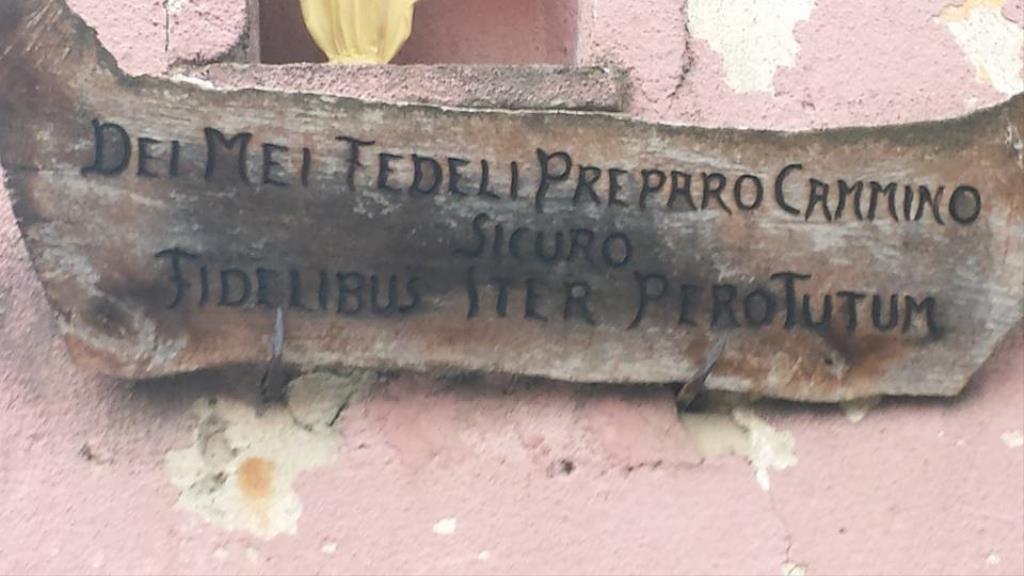 DEI MEI FEDELI PREPARO CAMMINO
SICURO
FIDELIBUS ITER PERO TUTUM